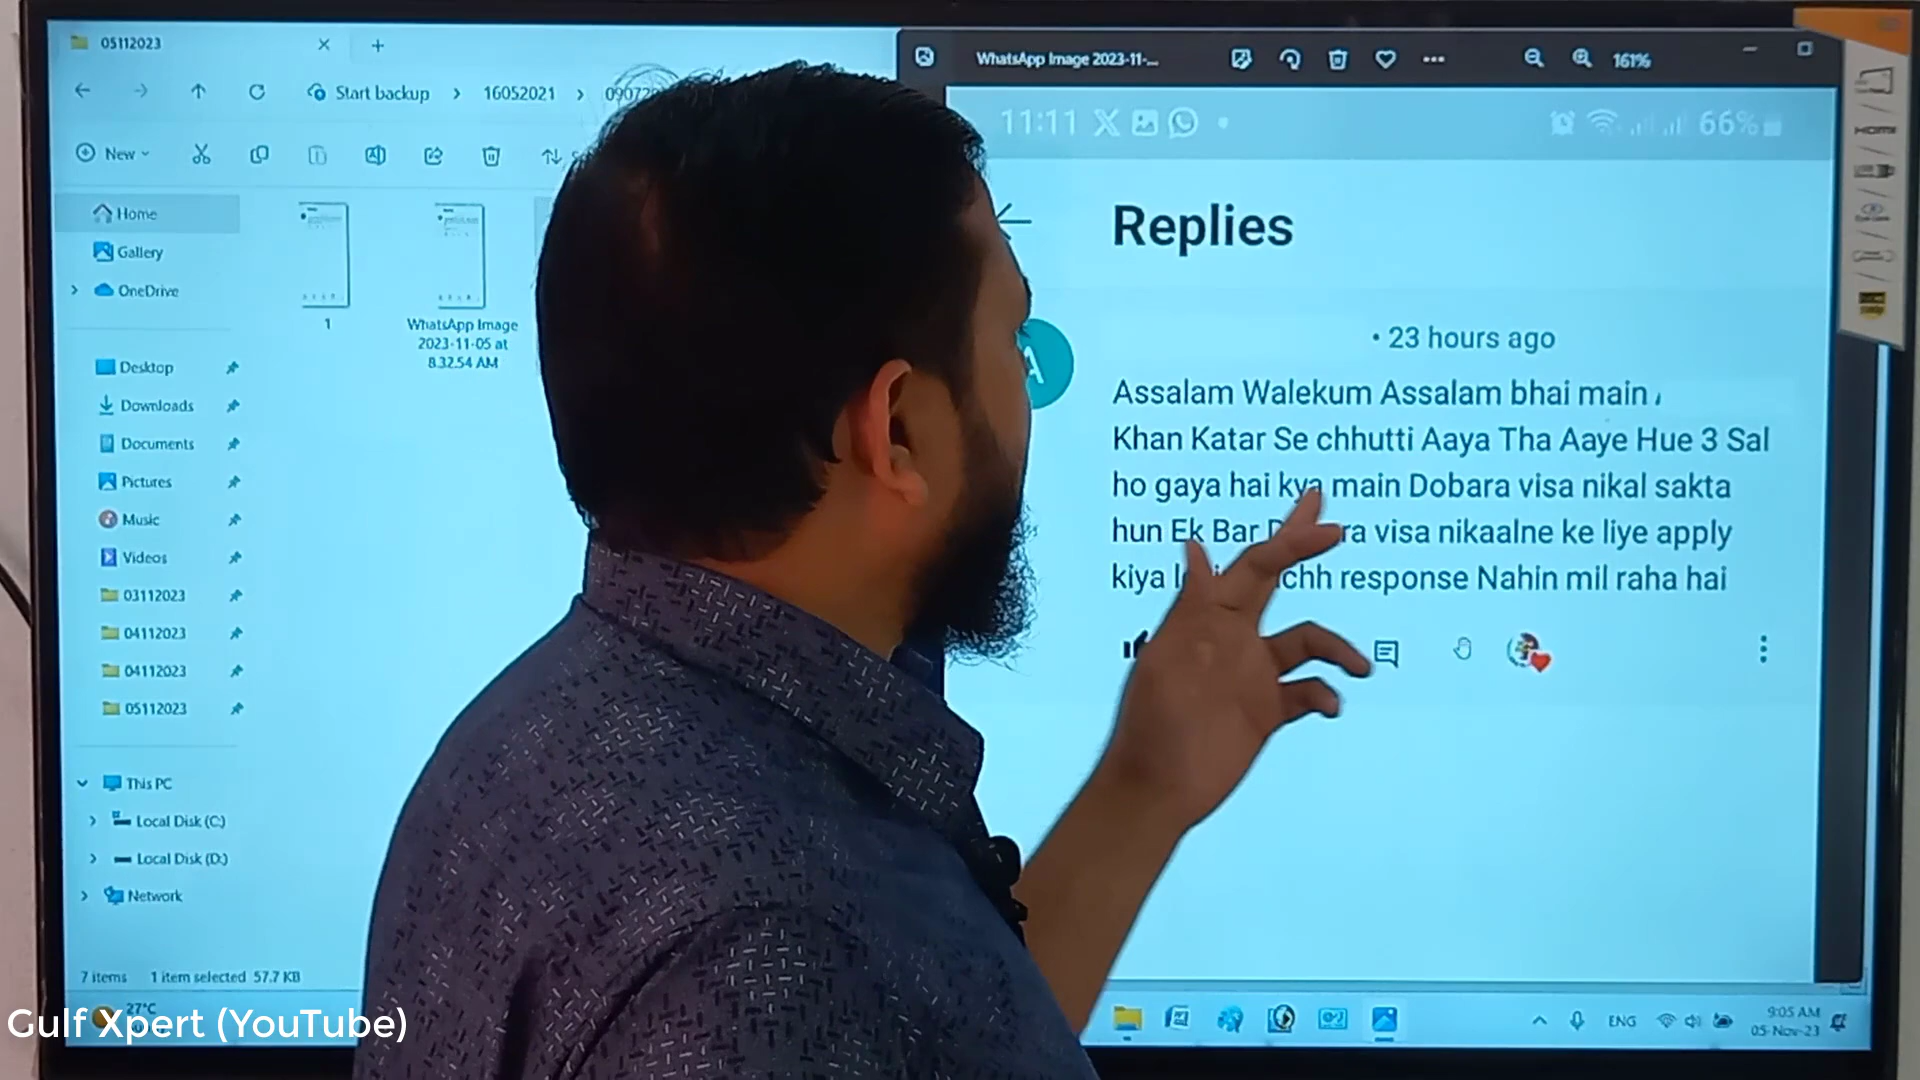 05112023
WhatsApp Image 2023-11-...
161%
Start backup > 16052021 >
New
11:11
66%
Home
Gallery
OneDrive
Desktop
Downloads
Documents
Pictures
Music
Videos
03112023
04112023
04112023
05112023
This PC
Local Disk (C:)
Local Disk (D:)
Network
1
WhatsApp Image
2023-11-05 at
8.32.54 AM
Replies
• 23 hours ago
Assalam Walekum Assalam bhai main
Khan Katar Se chhutti Aaya Tha Aaye Hue 3 Sal
ho gaya hai kya main Dobara visa nikal sakta
hun Ek Bar visa nikaalne ke liye apply
kiya response Nahin mil raha hai
7 items 1 item selected 57.7 KB
27°C
ENG
9:05 AM
05-Nov-23
HDMI
Gulf Xpert (YouTube)